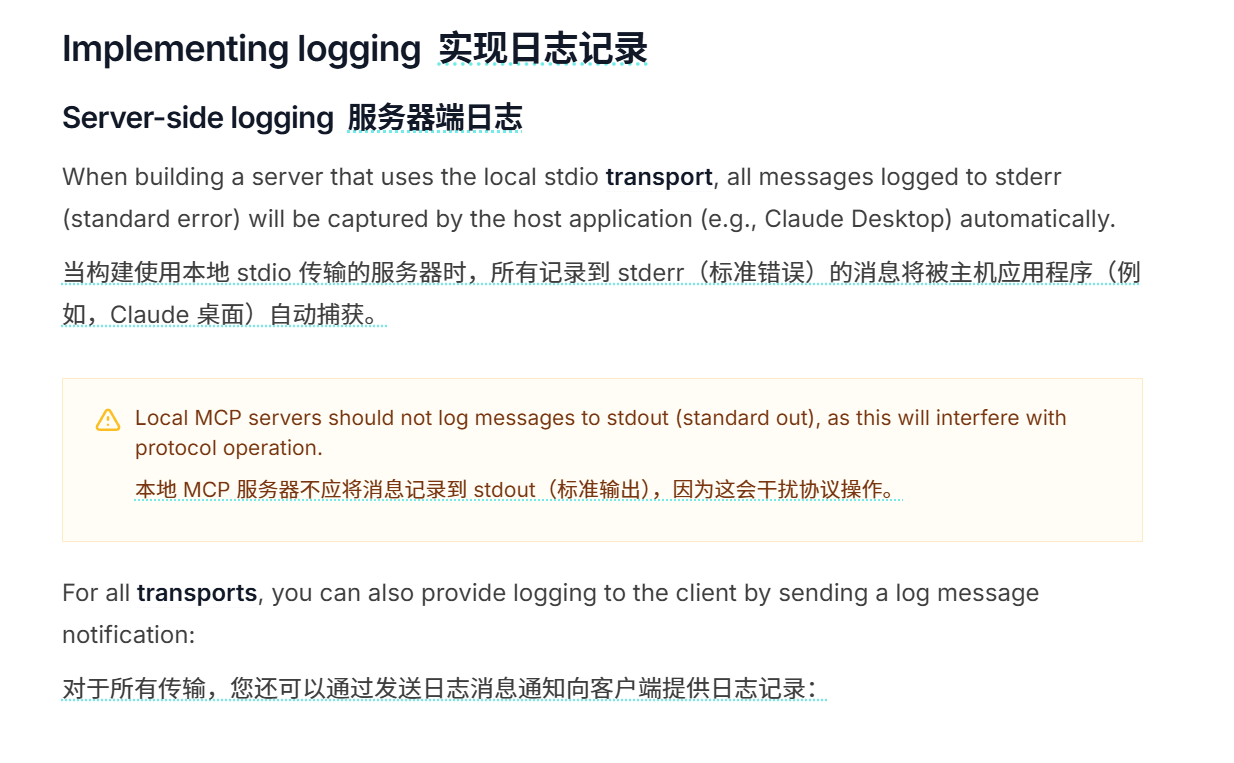 Implementing logging 实现日志记录
Server-side logging 服务器端日志
When building a server that uses the local stdio transport, all messages logged to stderr
(standard error) will be captured by the host application (e.g., Claude Desktop) automatically.
当构建使用本地 stdio 传输的服务器时，所有记录到 stderr（标准错误）的消息将被主机应用程序（例
如，Claude 桌面）自动捕获。
Local MCP servers should not log messages to stdout (standard out), as this will interfere with
protocol operation.
本地 MCP 服务器不应将消息记录到 stdout（标准输出），因为这会干扰协议操作。
For all transports, you can also provide logging to the client by sending a log message
notification:
对于所有传输，您还可以通过发送日志消息通知向客户端提供日志记录：